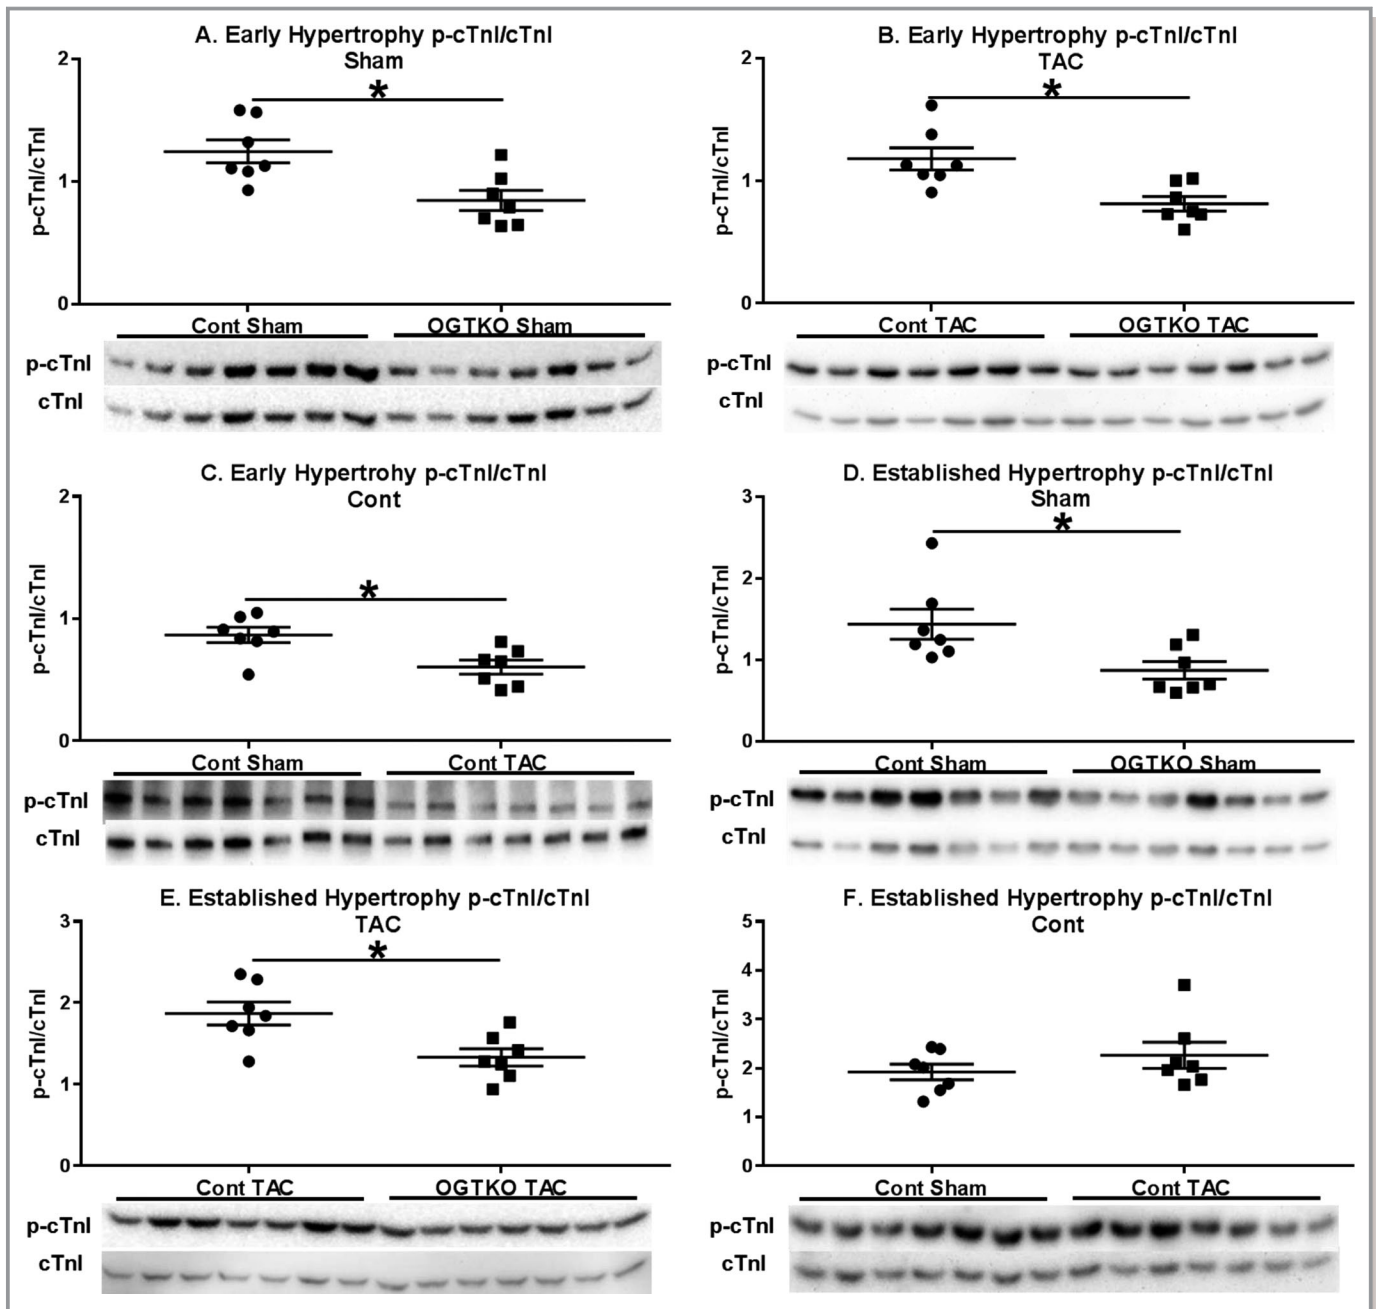 A. Early Hypertrophy p-cTnI/cTnI
Sham
*
p-cTnI/cTnI
2
1
0
Cont Sham
OGTKO Sham
p-cTnI
cTnI
B. Early Hypertrophy p-cTnI/cTnI
TAC
*
p-cTnI/cTnI
2
1
0
Cont TAC
OGTKO TAC
p-cTnI
cTnI
C. Early Hypertrohy p-cTnI/cTnI
Cont
*
p-cTnI/cTnI
2
1
0
Cont Sham
Cont TAC
p-cTnI
cTnI
D. Established Hypertrophy p-cTnI/cTnI
Sham
*
p-cTnI/cTnI
3
2
1
0
Cont Sham
OGTKO Sham
p-cTnI
cTnI
E. Established Hypertrophy p-cTnI/cTnI
TAC
*
p-cTnI/cTnI
3
2
1
0
Cont TAC
OGTKO TAC
p-cTnI
cTnI
F. Established Hypertrophy p-cTnI/cTnI
Cont
p-cTnI/cTnI
5
4
3
2
1
0
Cont Sham
Cont TAC
p-cTnI
cTnI